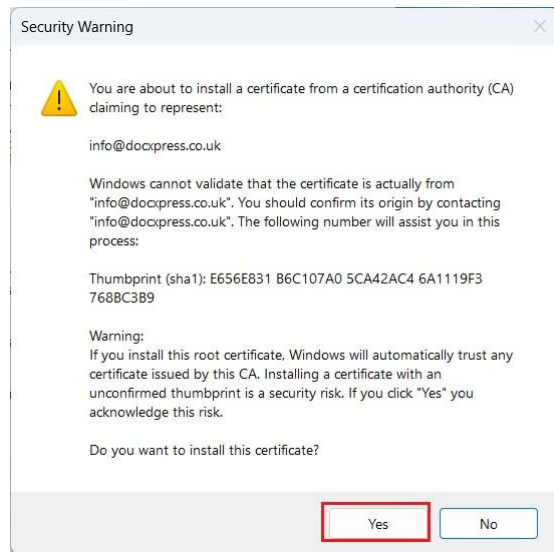 Security Warning
You are about to install a certificate from a certification authority (CA)
claiming to represent:
info@docxpress.co.uk
Windows cannot validate that the certificate is actually from
"info@docxpress.co.uk". You should confirm its origin by contacting
"info@docxpress.co.uk". The following number will assist you in this
process:
Thumbprint (sha1): E656E831 B6C107A0 5CA42AC4 6A1119F3
768BC3B9
Warning:
If you install this root certificate, Windows will automatically trust any
certificate issued by this CA. Installing a certificate with an
unconfirmed thumbprint is a security risk. If you click "Yes" you
acknowledge this risk.
Do you want to install this certificate?
Yes No